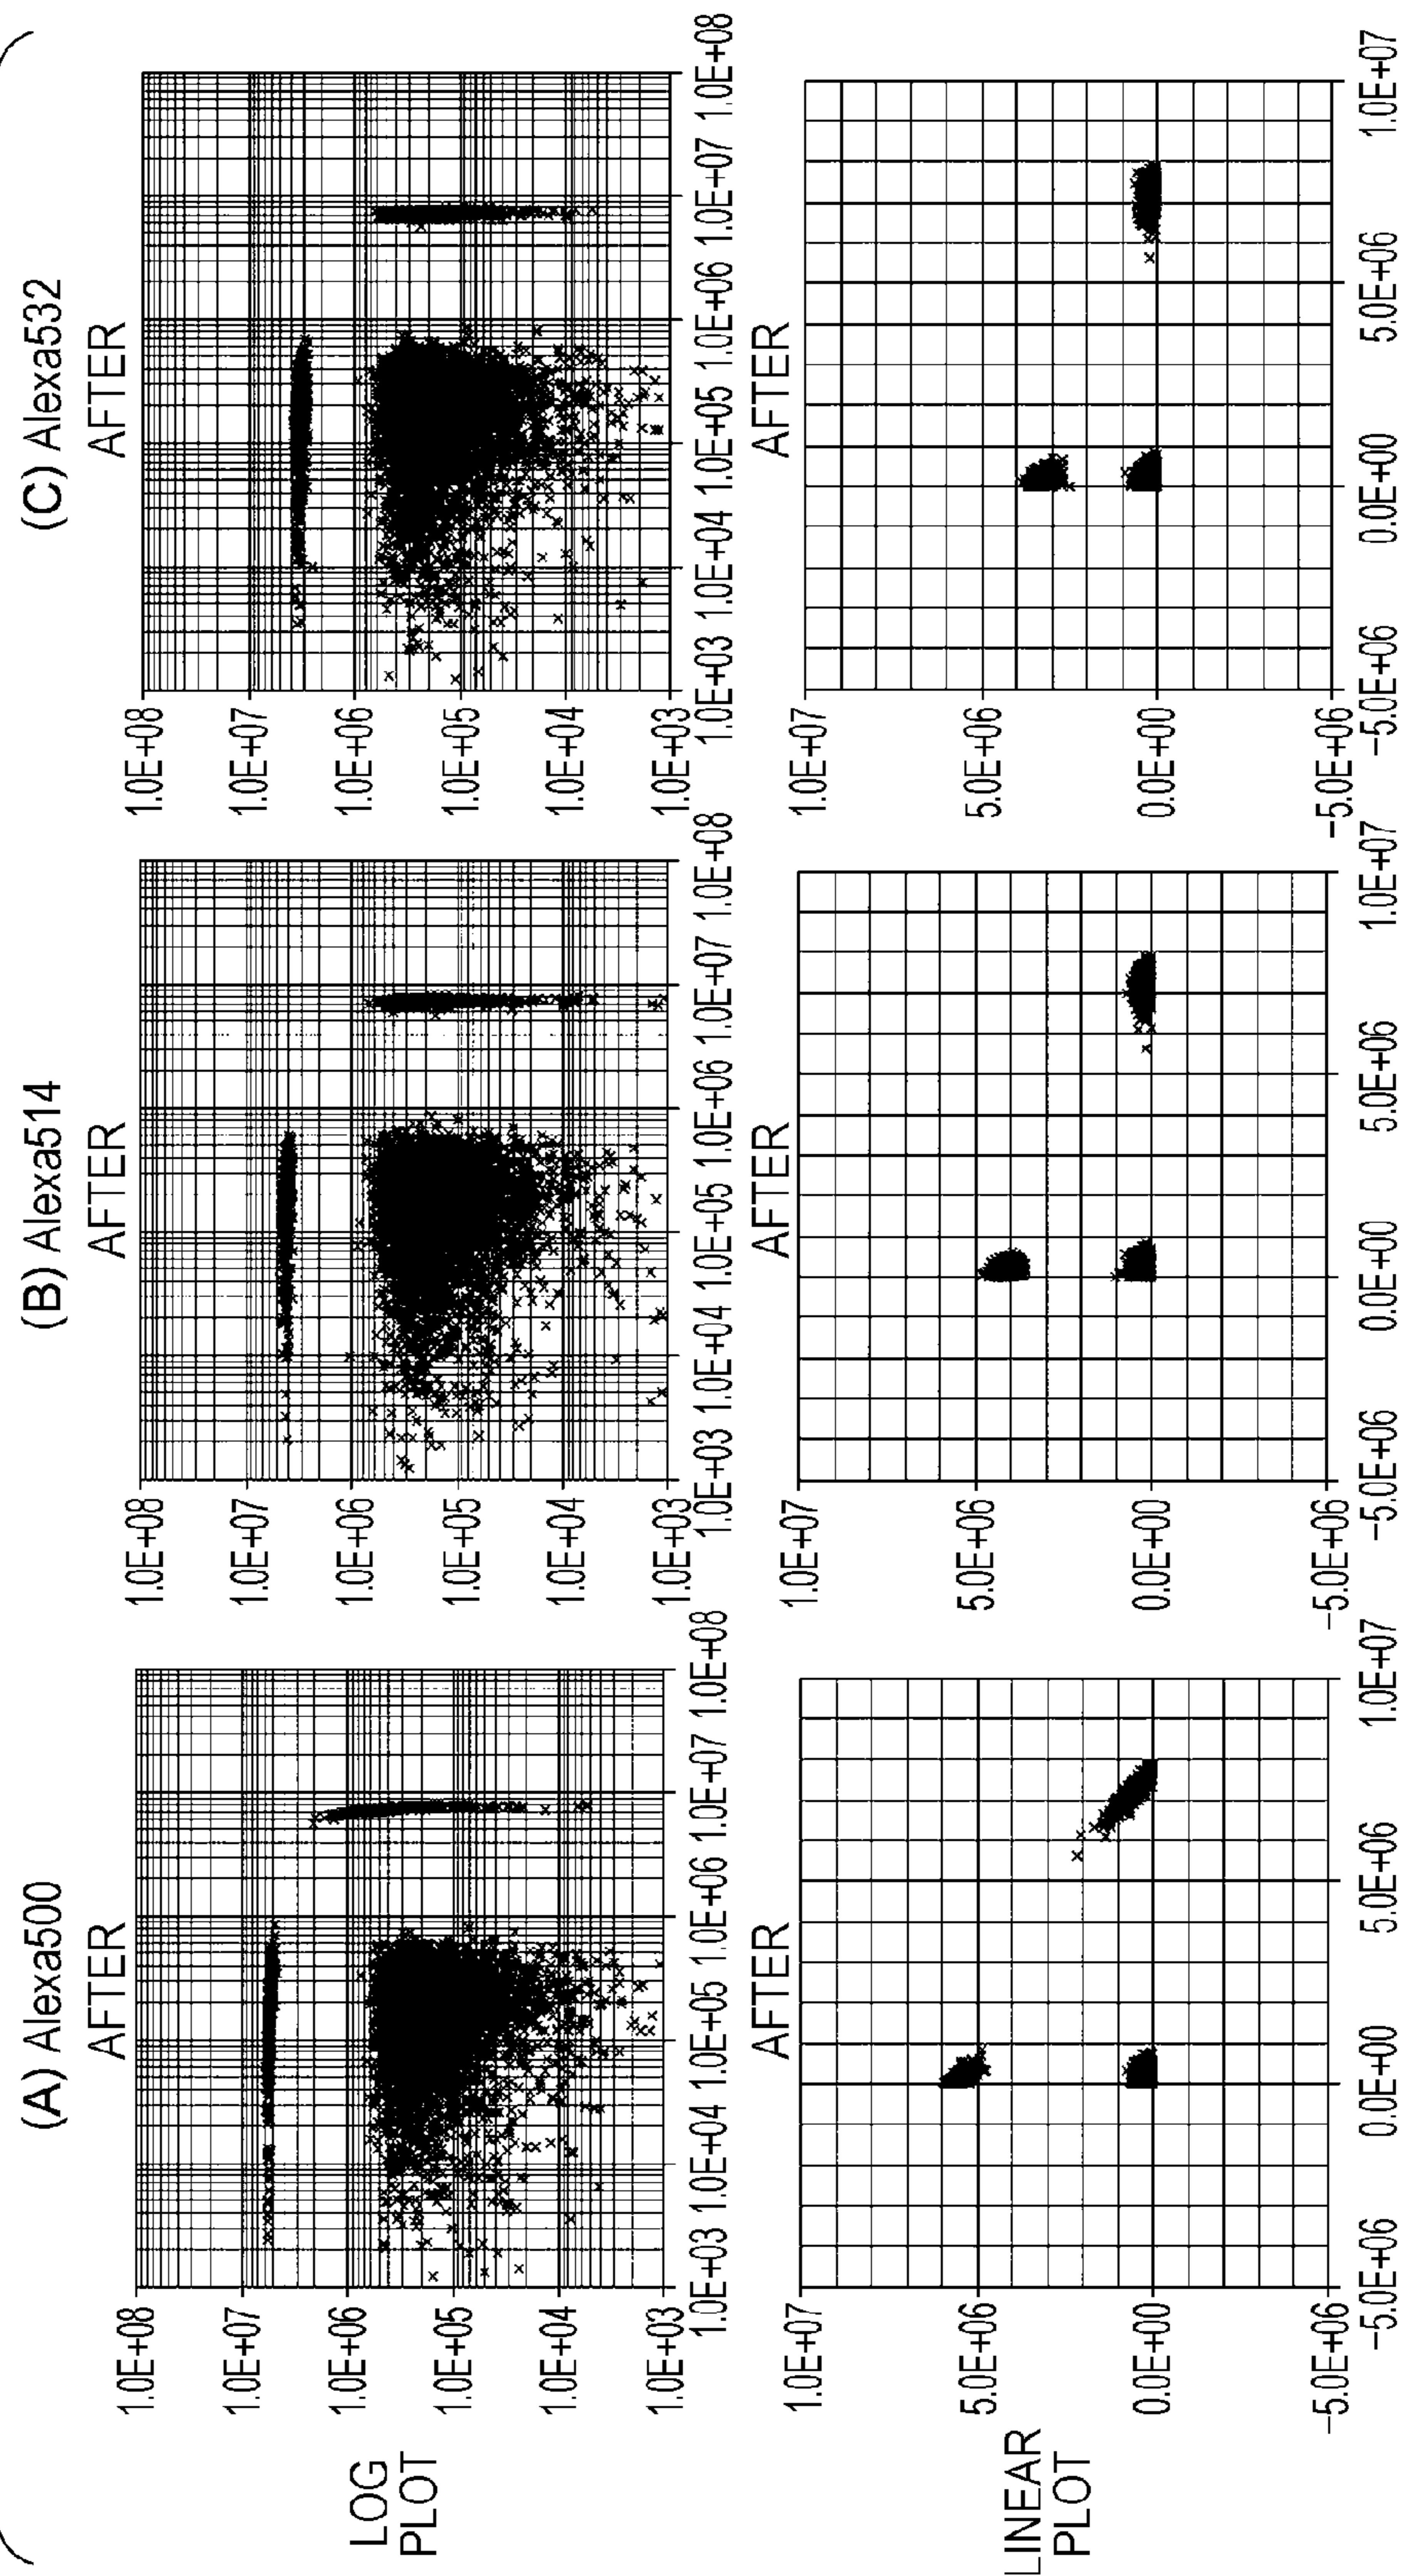 (A) Alexa500
(B) Alexa514
(C) Alexa532
LOG
PLOT
AFTER
1.0E+08
1.0E+07
1.0E+06
1.0E+05
1.0E+04
1.0E+03
1.0E+03 1.0E+04 1.0E+05 1.0E+06 1.0E+07 1.0E+08
AFTER
1.0E+08
1.0E+07
1.0E+06
1.0E+05
1.0E+04
1.0E+03
1.0E+03 1.0E+04 1.0E+05 1.0E+06 1.0E+07 1.0E+08
AFTER
1.0E+08
1.0E+07
1.0E+06
1.0E+05
1.0E+04
1.0E+03
1.0E+03 1.0E+04 1.0E+05 1.0E+06 1.0E+07 1.0E+08
LINEAR
PLOT
AFTER
1.0E+07
5.0E+06
0.0E+00
−5.0E+06
−5.0E+06 0.0E+00 5.0E+06 1.0E+07
AFTER
1.0E+07
5.0E+06
0.0E+00
−5.0E+06
−5.0E+06 0.0E+00 5.0E+06 1.0E+07
AFTER
1.0E+07
5.0E+06
0.0E+00
−5.0E+06
−5.0E+06 0.0E+00 5.0E+06 1.0E+07